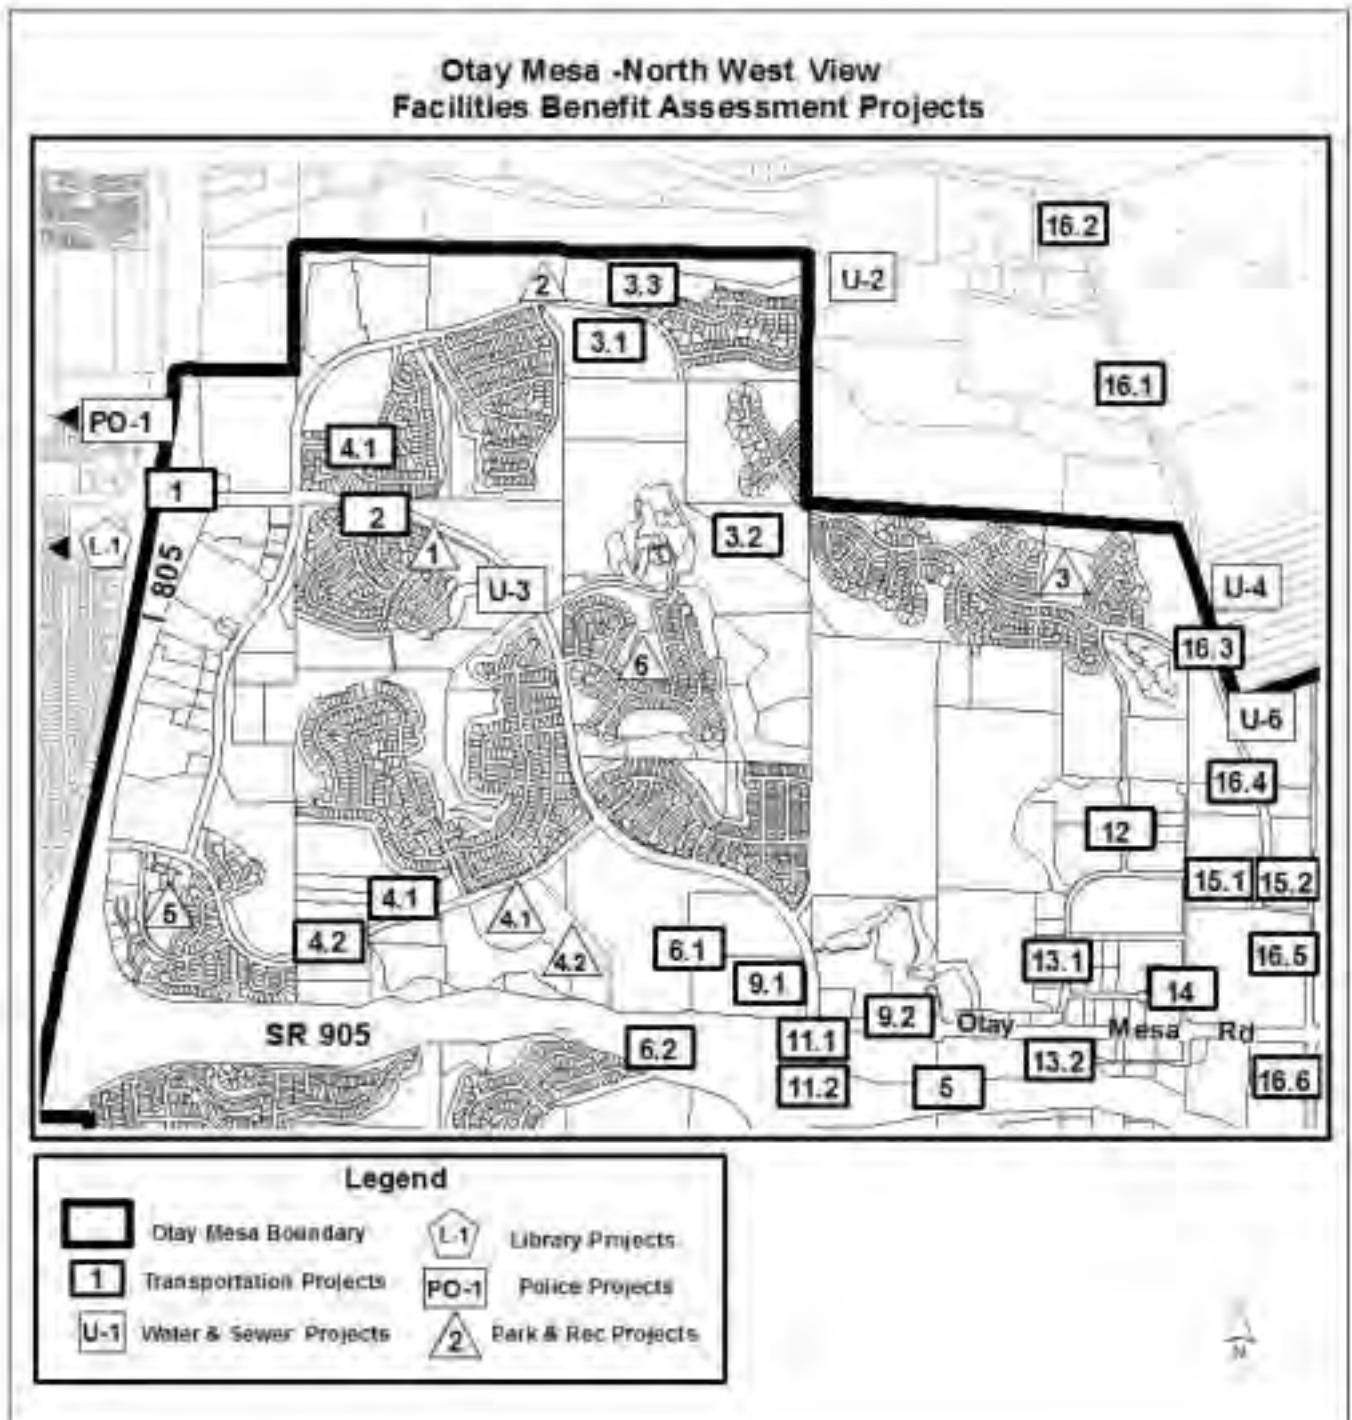 Otay Mesa -North West View
Facilities Benefit Assessment Projects
16.2
U-2
2
3.3
3.1
16.1
PO-1
4.1
1
2
3.2
L-1
1
3
I-805
U-3
U-4
16.3
6
U-6
16.4
12
15.1
15.2
5
4.1
4.1
4.2
4.2
6.1
13.1
16.5
9.1
14
9.2
Otay Mesa Rd
SR 905
6.2
11.1
13.2
11.2
5
16.6
Legend
Otay Mesa Boundary
L-1 Library Projects
1 Transportation Projects
PO-1 Police Projects
U-1 Water & Sewer Projects
2 Park & Rec Projects
N